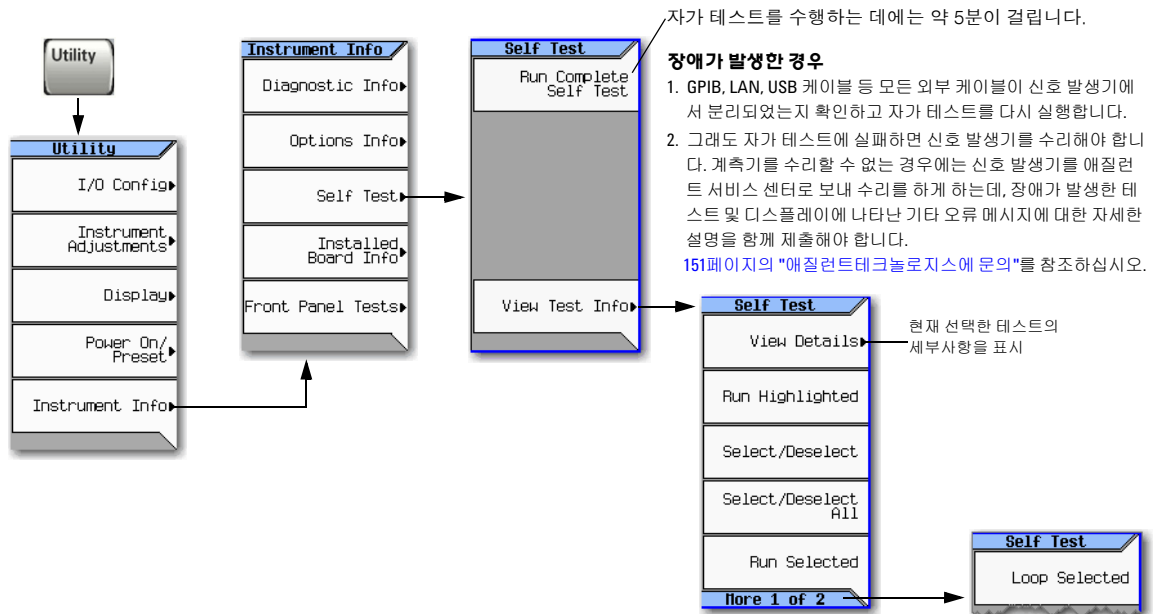 자가 테스트를 수행하는 데에는 약 5분이 걸립니다.
장애가 발생한 경우
1. GPIB, LAN, USB 케이블 등 모든 외부 케이블이 신호 발생기에
서 분리되었는지 확인하고 자가 테스트를 다시 실행합니다.
2. 그래도 자가 테스트에 실패하면 신호 발생기를 수리해야 합니
다. 계측기를 수리할 수 없는 경우에는 신호 발생기를 애질런
트 서비스 센터로 보내 수리를 하게 하는데, 장애가 발생한 테
스트 및 디스플레이에 나타난 기타 오류 메시지에 대한 자세한
설명을 함께 제출해야 합니다.
151페이지의 "애질런트테크놀로지스에 문의"를 참조하십시오.
Utility
Utility
I/O Config
Instrument
Adjustments
Display
Power On/
Preset
Instrument Info
Instrument Info
Diagnostic Info
Options Info
Self Test
Installed
Board Info
Front Panel Tests
Self Test
Run Complete
Self Test
View Test Info
Self Test
View Details
Run Highlighted
Select/Deselect
Select/Deselect
All
Run Selected
More 1 of 2
현재 선택한 테스트의
세부사항을 표시
Self Test
Loop Selected